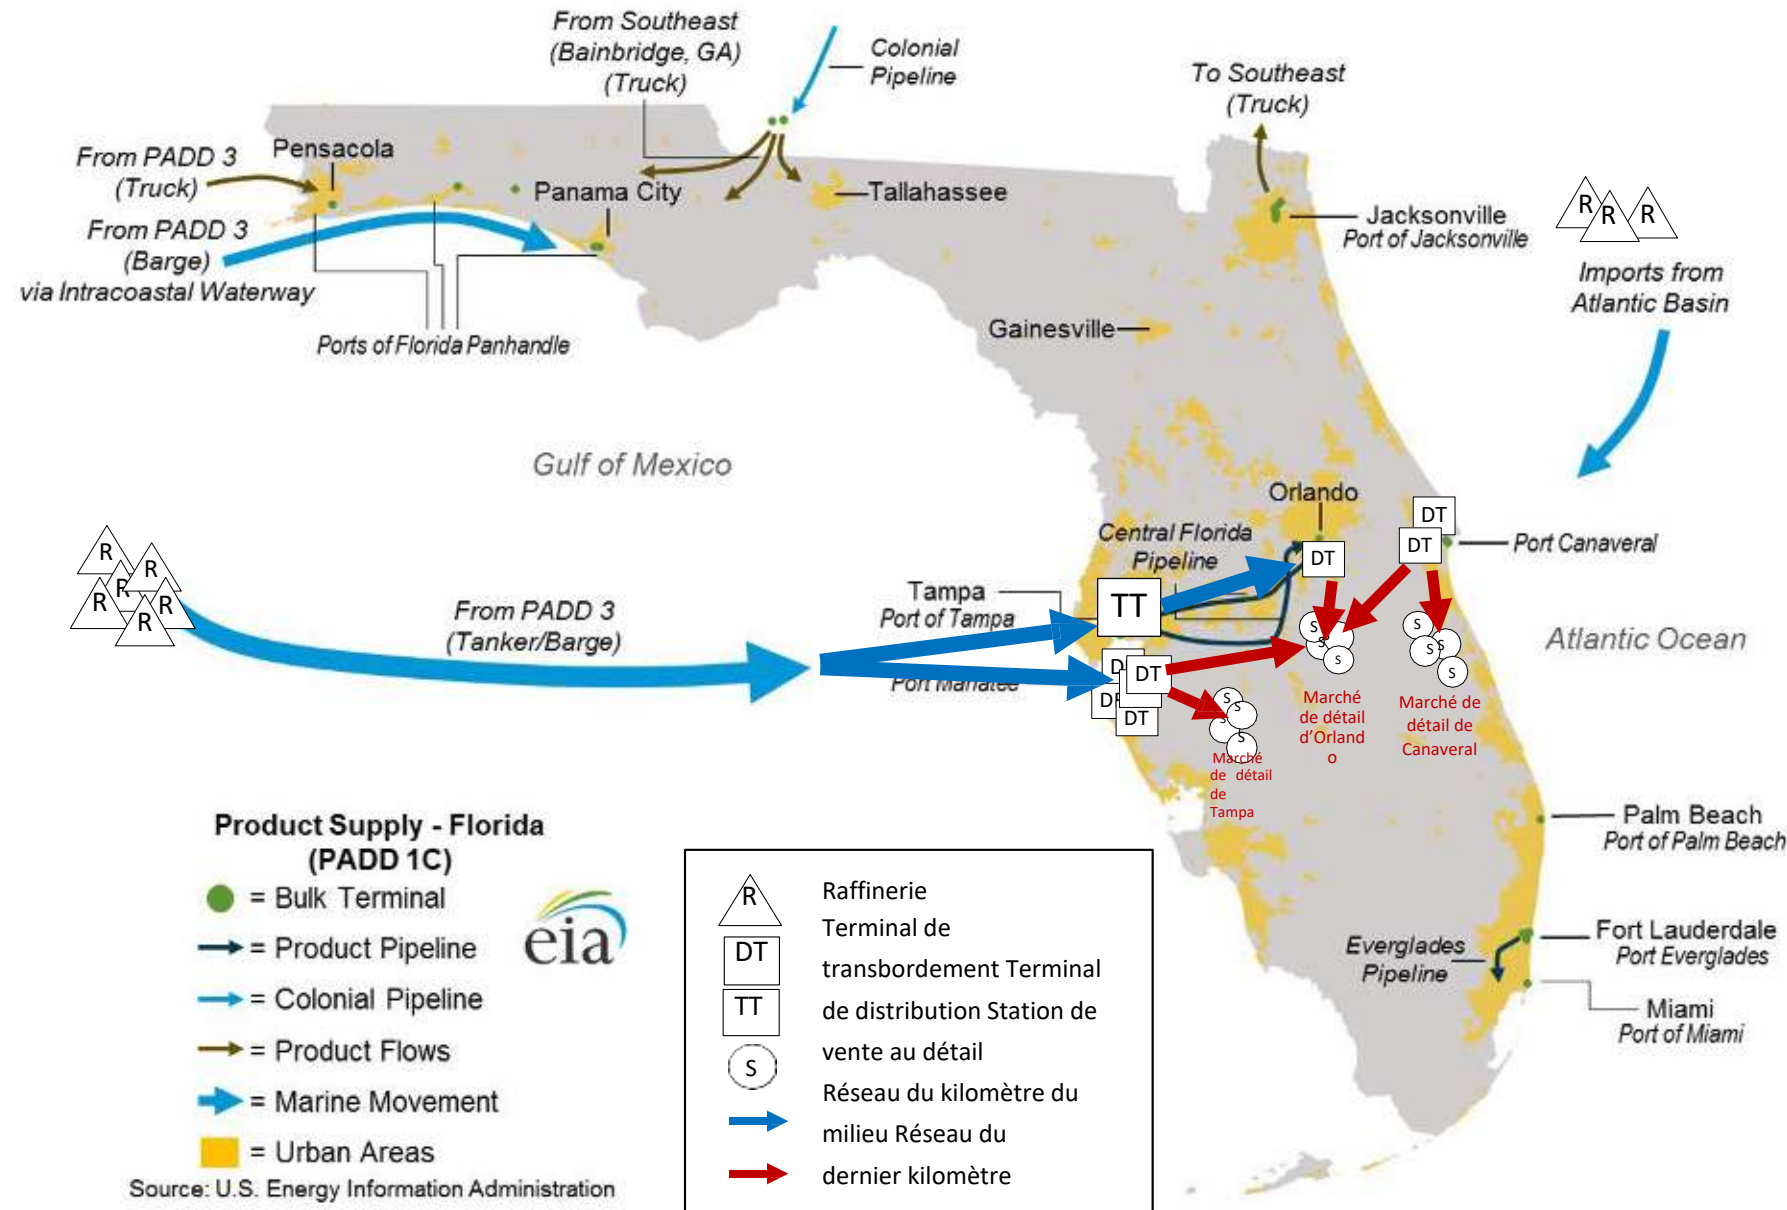 From Southeast
(Bainbridge, GA)
(Truck)
Colonial
Pipeline
To Southeast
(Truck)
From PADD 3
(Truck)
Pensacola
Panama City
Tallahassee
From PADD 3
(Barge)
via Intracoastal Waterway
Ports of Florida Panhandle
Jacksonville
Port of Jacksonville
R
R
R
Imports from
Atlantic Basin
Gainesville
Gulf of Mexico
Orlando
Central Florida
Pipeline
DT
DT
DT
Port Canaveral
R
R
R
R
R
R
From PADD 3
(Tanker/Barge)
Tampa
Port of Tampa
TT
Port Manatee
DT
DT
S
S
S
S
S
S
S
S
Atlantic Ocean
S
S
S
S
Marché
de détail
d'Orland
o
Marché de
détail de
Canaveral
Marché
de détail
de
Tampa
Product Supply - Florida
(PADD 1C)
= Bulk Terminal
= Product Pipeline
= Colonial Pipeline
= Product Flows
= Marine Movement
= Urban Areas
Source: U.S. Energy Information Administration
eia
R
Raffinerie
Terminal de
DT
transbordement Terminal
TT
de distribution Station de
vente au détail
S
Réseau du kilomètre du
milieu Réseau du
dernier kilomètre
Palm Beach
Port of Palm Beach
Everglades
Pipeline
Fort Lauderdale
Port Everglades
Miami
Port of Miami